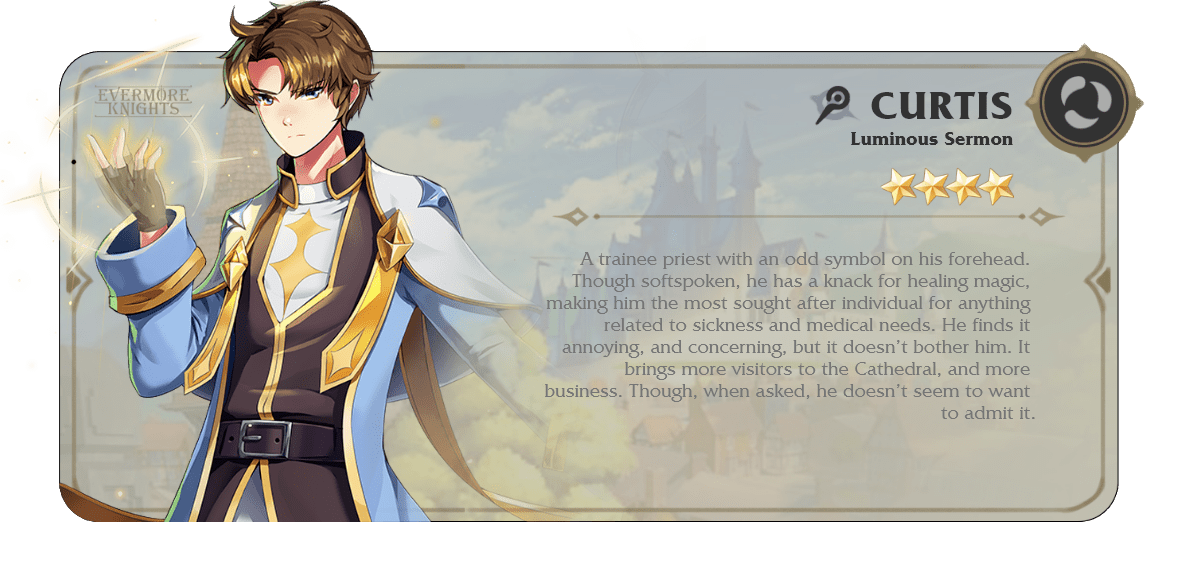 EVERMORE
KNIGHTS
CURTIS
Luminous Sermon
A trainee priest with an odd symbol on his forehead.
Though softspoken, he has a knack for healing magic,
making him the most sought after individual for anything
related to sickness and medical needs. He finds it
annoying, and concerning, but it doesn't bother him. It
brings more visitors to the Cathedral, and more
business. Though, when asked, he doesn't seem to want
to admit it.